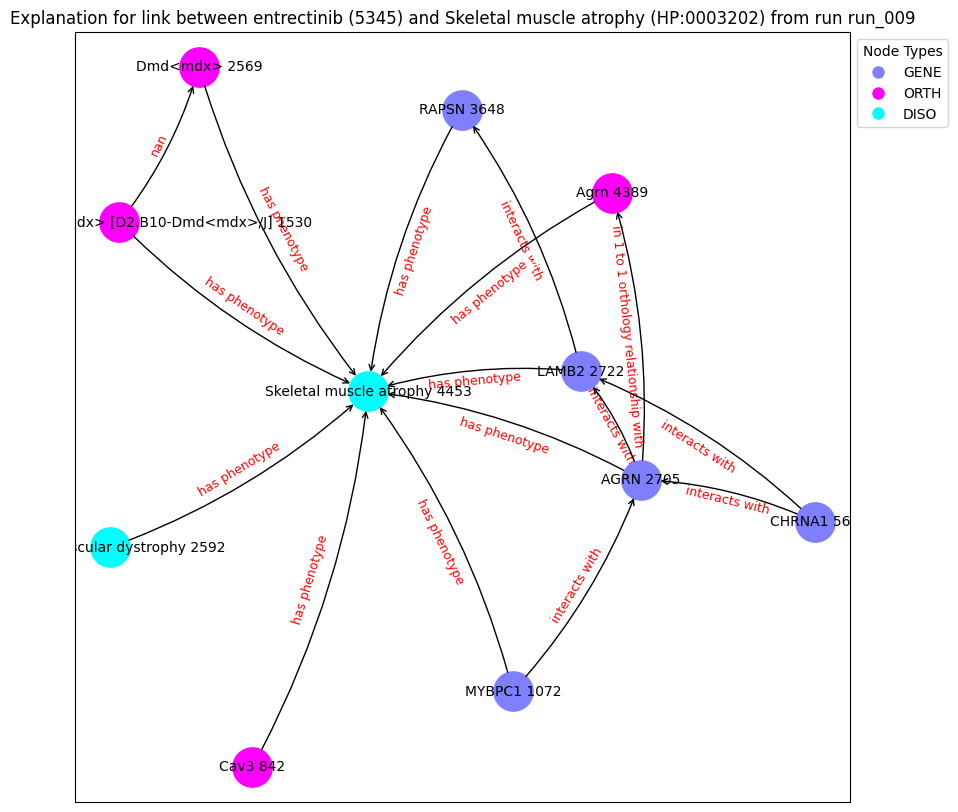 Explanation for link between entrectinib (5345) and Skeletal muscle atrophy (HP:0003202) from run run_009
Node Types
GENE
ORTH
DISO
Dmd<mdx> 2569
RAPSN 3648
Agrn 4389
nan
has phenotype
interacts with
in 1 to 1 orthology relationship with
dx> [D2.B10-Dmd<mdx>/J] 1530
has phenotype
has phenotype
has phenotype
LAMB2 2722
has phenotype
Skeletal muscle atrophy 4453
interacts with
has phenotype
interacts with
has phenotype
AGRN 2705
interacts with
CHRNA1 56
scular dystrophy 2592
has phenotype
has phenotype
interacts with
MYBPC1 1072
Cav3 842